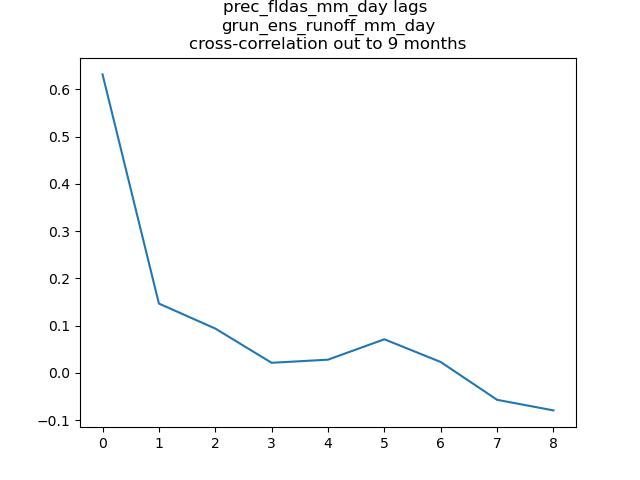 prec_fldas_mm_day lags
grun_ens_runoff_mm_day
cross-correlation out to 9 months
0.6
0.5
0.4
0.3
0.2
0.1
0.0
−0.1
0 1 2 3 4 5 6 7 8